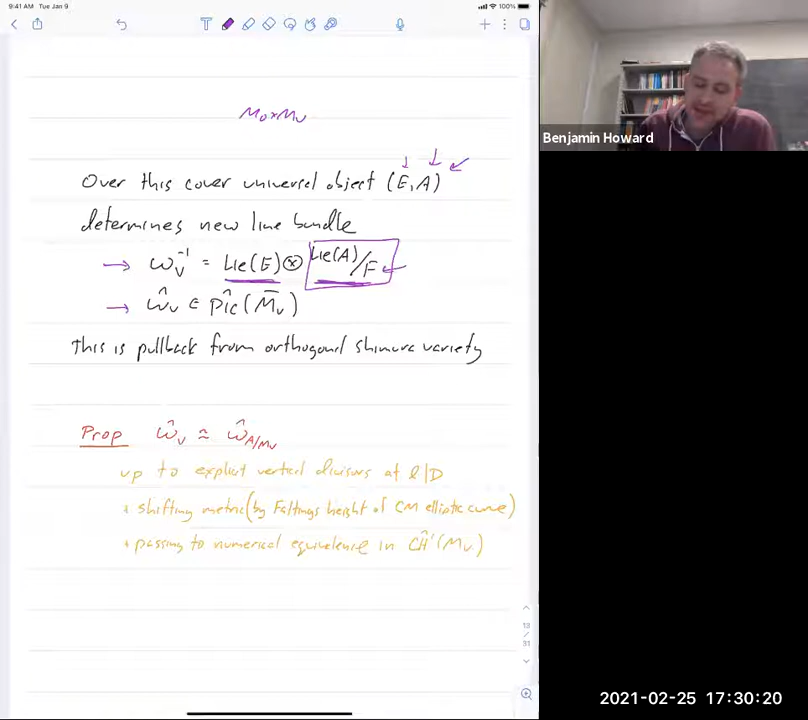 9:41 AM Tue Jan 9
100%
M₀×M_V
Over this cover universal object (E, A)
determines new line bundle
→ ω_V^{-1} = Lie(E) ⊗ Lie(A)/F
→ ω̂_V ∈ P̂ic(M̄_V)
This is pullback from orthogonal Shimura variety
Prop ω̂_V ≈ ω̂_{A/M_V}
up to explicit vertical divisors at ℓ|D
+ shifting metric (by Faltings height of CM elliptic curve)
+ passing to numerical equivalence in ĈH¹(M_V)
13
/
31
Benjamin Howard
2021-02-25 17:30:20